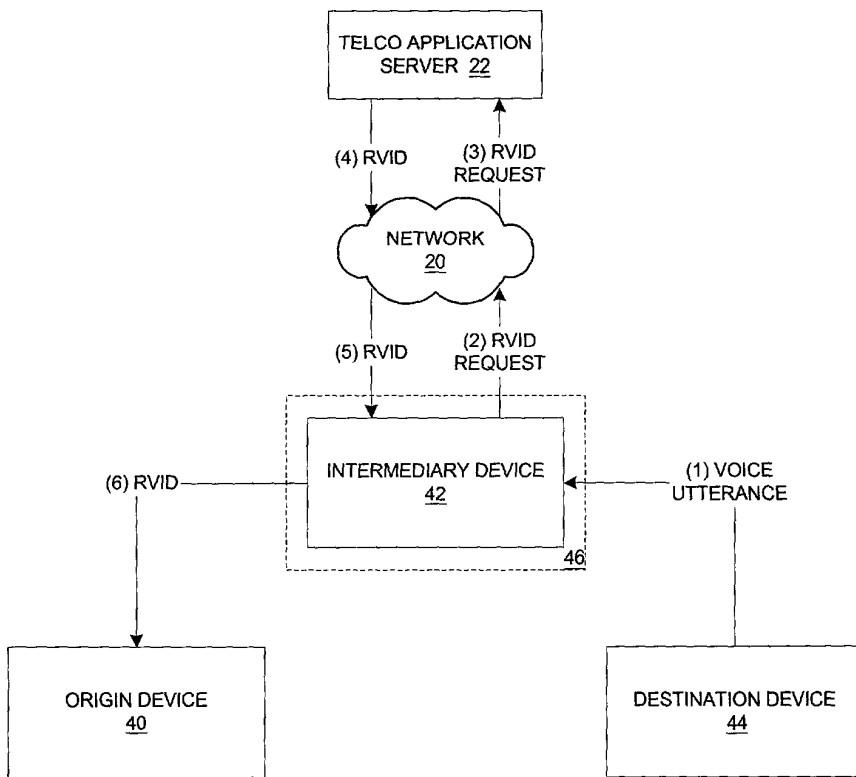 TELCO APPLICATION
SERVER 22
(4) RVID
(3) RVID
REQUEST
NETWORK
20
(5) RVID
(2) RVID
REQUEST
INTERMEDIARY DEVICE
42
(6) RVID
(1) VOICE
UTTERANCE
46
ORIGIN DEVICE
40
DESTINATION DEVICE
44